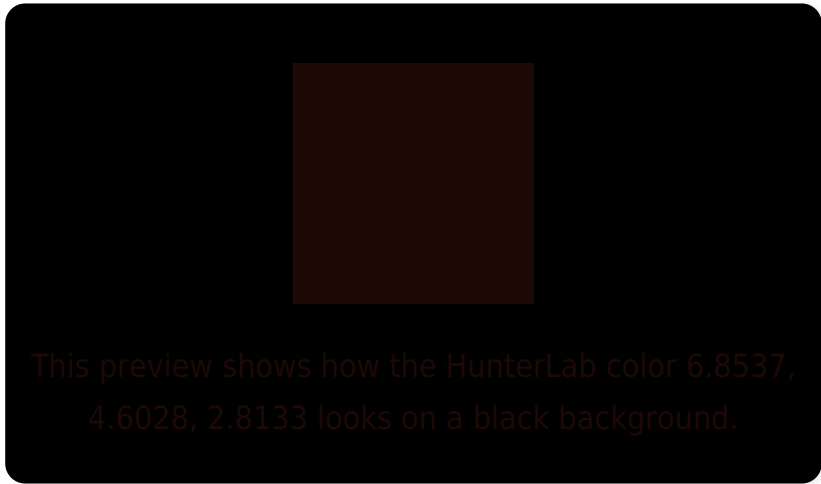 This preview shows how the HunterLab color 6.8537,
4.6028, 2.8133 looks on a black background.